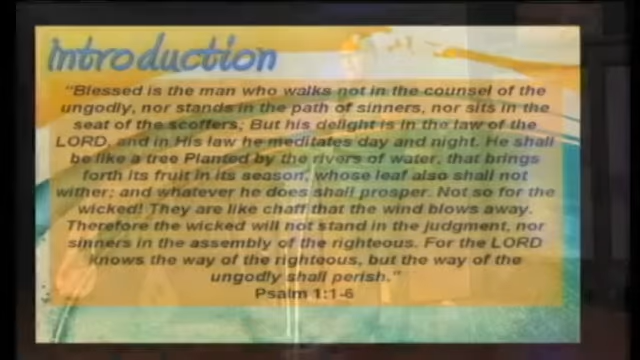 introduction
"Blessed is the man who walks not in the counsel of the
ungodly, nor stands in the path of sinners, nor sits in the
seat of the scoffers; But his delight is in the law of the
LORD, and in His law he meditates day and night. He shall
be like a tree Planted by the rivers of water, that brings
forth its fruit in its season, whose leaf also shall not
wither; and whatever he does shall prosper. Not so for the
wicked! They are like chaff that the wind blows away.
Therefore the wicked will not stand in the judgment, nor
sinners in the assembly of the righteous. For the LORD
knows the way of the righteous, but the way of the
ungodly shall perish."
Psalm 1:1-6